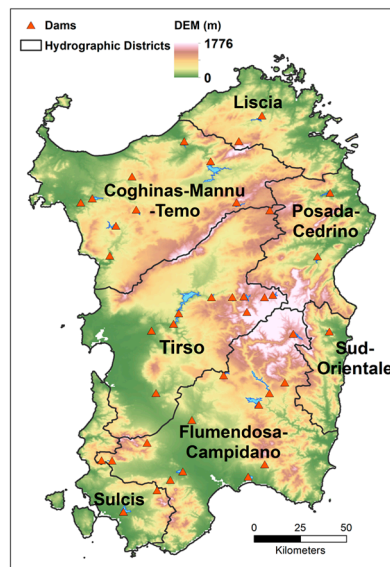 Dams
Hydrographic Districts
DEM (m)
1776
0
Liscia
Coghinas-Mannu
-Temo
Posada-
Cedrino
Tirso
Sud-
Orientale
Flumendosa-
Campidano
Sulcis
0 25 50
Kilometers